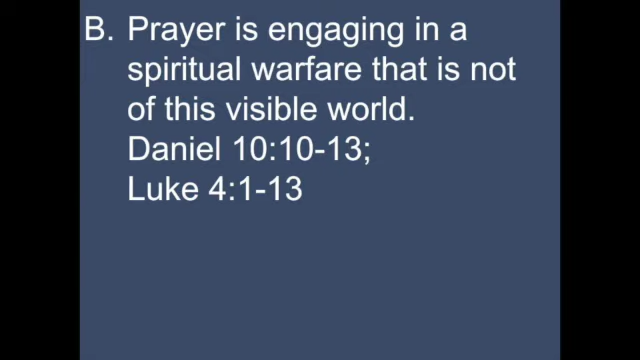 B. Prayer is engaging in a
spiritual warfare that is not
of this visible world.
Daniel 10:10-13;
Luke 4:1-13